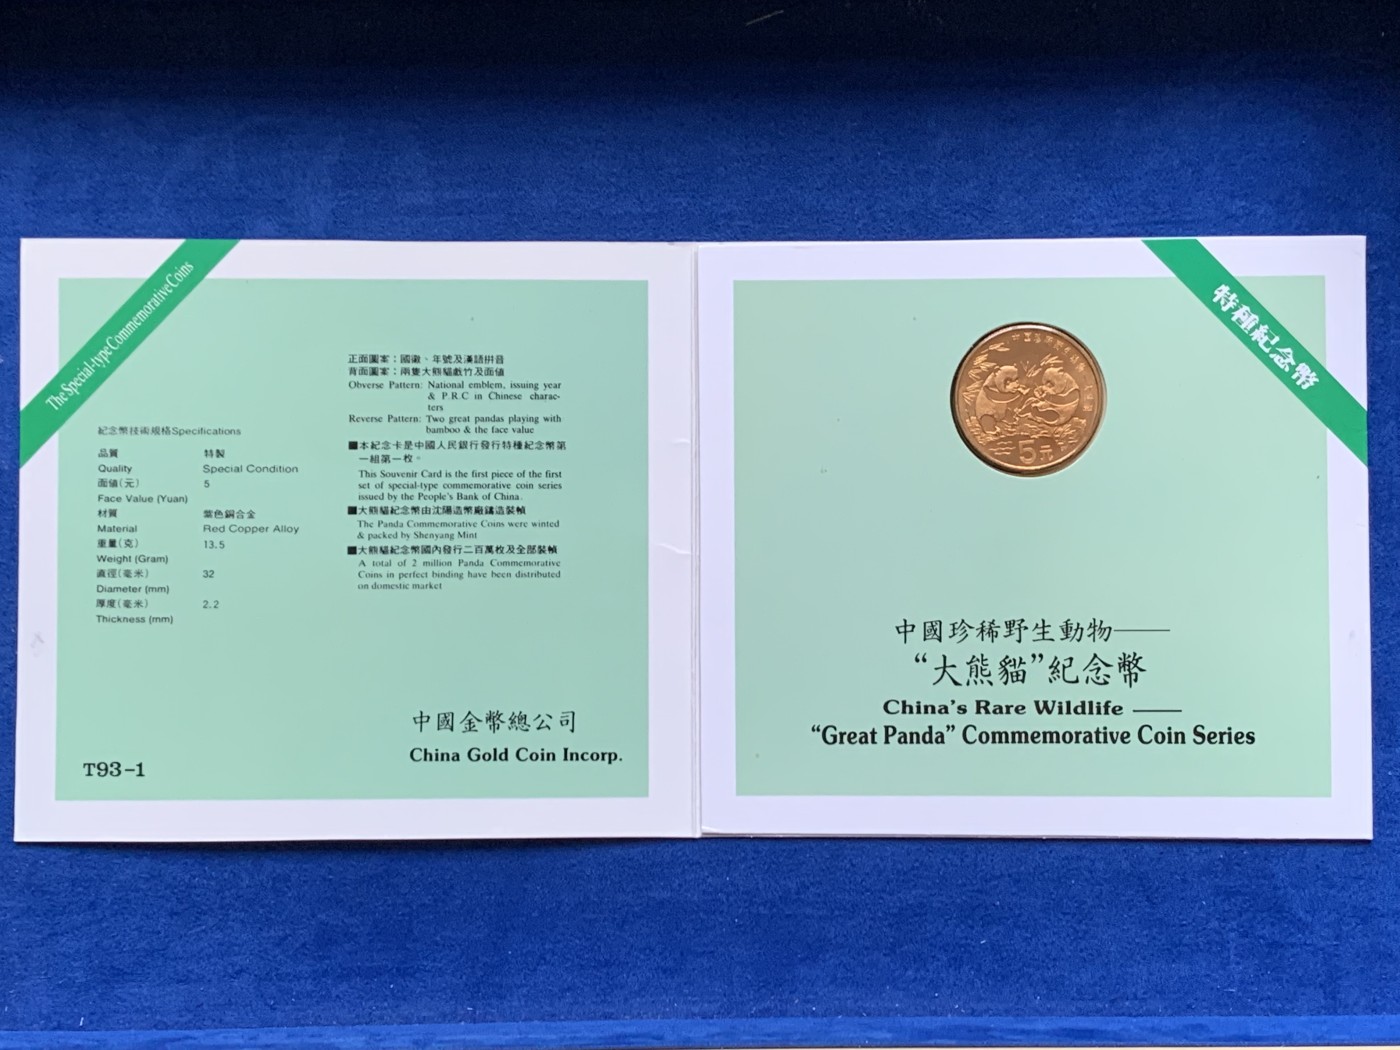 The Special-type Commemorative Coins
紀念幣技術規格Specifications
品質 特製
Quality Special Condition
面値(元) 5
Face Value (Yuan)
材質 紫色銅合金
Material Red Copper Alloy
重量(克) 13.5
Weight (Gram)
直徑(毫米) 32
Diameter (mm)
厚度(毫米) 2.2
Thickness (mm)
正面圖案：國徽、年號及漢語拼音
背面圖案：兩隻大熊貓戲竹及面値
Obverse Pattern: National emblem, issuing year
& P.R.C in Chinese charac-
ters
Reverse Pattern: Two great pandas playing with
bamboo & the face value
■本紀念卡是中國人民銀行發行特種紀念幣第
一組第一枚。
This Souvenir Card is the first piece of the first
set of special-type commemorative coin series
issued by the People's Bank of China.
■大熊貓紀念幣由沈陽造幣廠鑄造裝幀
The Panda Commemorative Coins were winted
& packed by Shenyang Mint
■大熊貓紀念幣國內發行二百萬枚及全部裝幀
A total of 2 million Panda Commemorative
Coins in perfect binding have been distributed
on domestic market
中國金幣總公司
China Gold Coin Incorp.
T93-1
特種紀念幣
5元
中國珍稀野生動物——
“大熊貓”紀念幣
China's Rare Wildlife ——
“Great Panda” Commemorative Coin Series